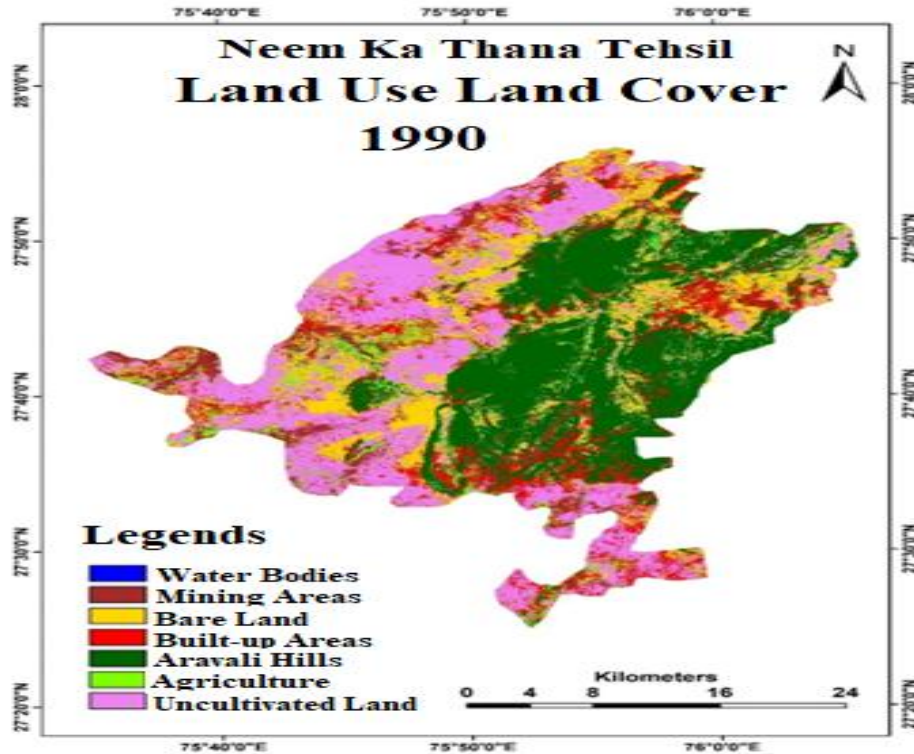 75°40'0"E 75°50'0"E 76°0'0"E
Neem Ka Thana Tehsil
Land Use Land Cover
1990
N
28°0'0"N 28°0'0"N
27°50'0"N 27°50'0"N
27°40'0"N 27°40'0"N
27°30'0"N 27°30'0"N
27°20'0"N 27°20'0"N
Legends
Water Bodies
Mining Areas
Bare Land
Built-up Areas
Aravali Hills
Agriculture
Uncultivated Land
Kilometers
0 4 8 16 24
75°40'0"E 75°50'0"E 76°0'0"E